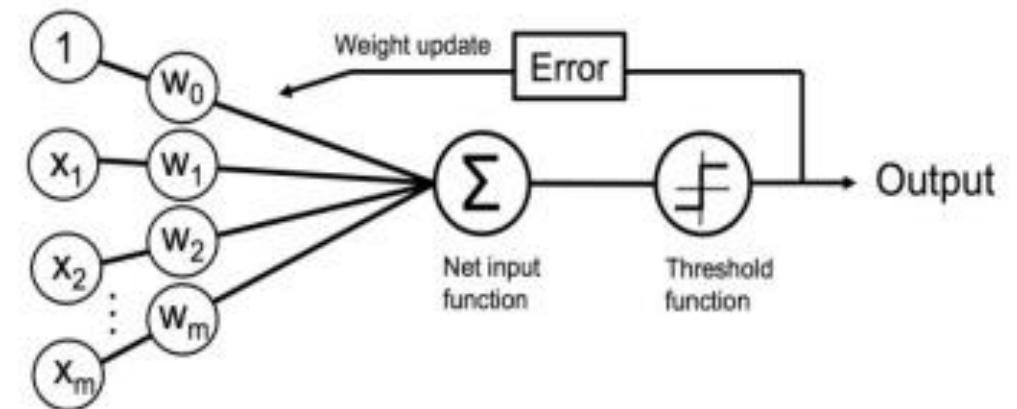 1
w₀
Weight update
Error
x₁
w₁
Σ
Output
x₂
w₂
Net input
function
Threshold
function
⋮
wₘ
xₘ